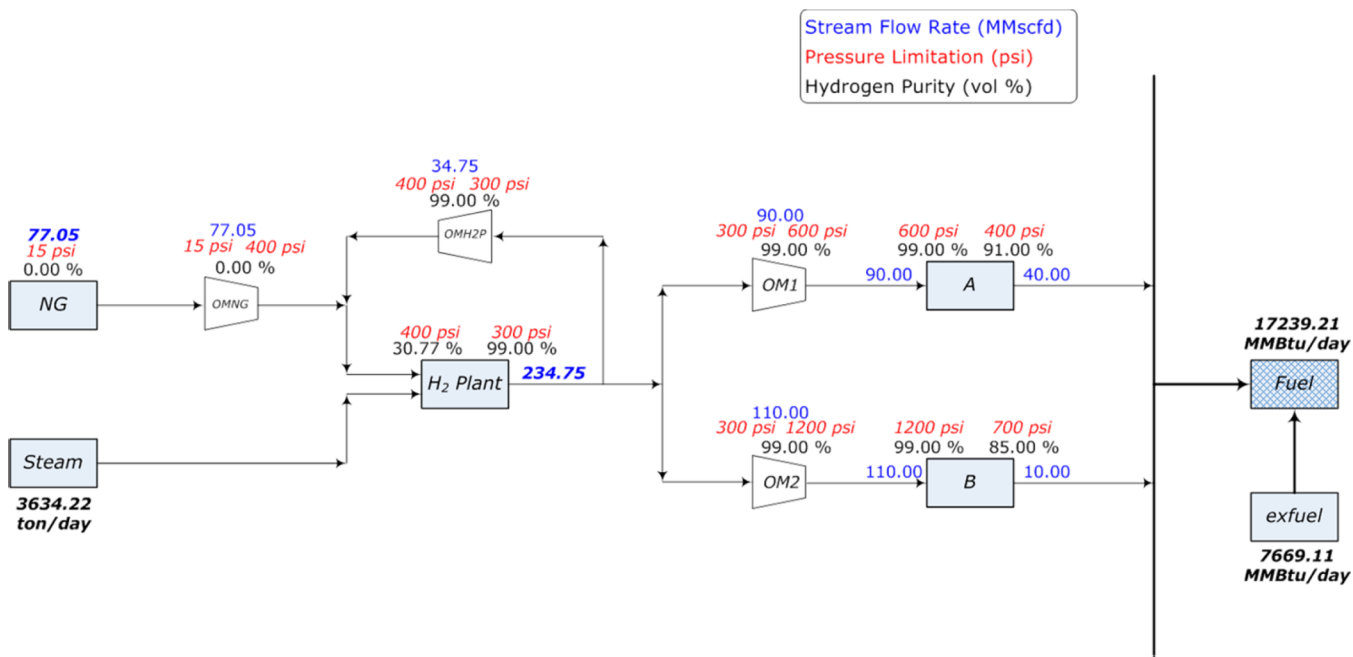 Stream Flow Rate (MMscfd)
Pressure Limitation (psi)
Hydrogen Purity (vol %)
34.75
400 psi 300 psi
99.00 %
OMH2P
77.05
15 psi
0.00 %
NG
77.05
15 psi 400 psi
0.00 %
OMNG
90.00
300 psi 600 psi
99.00 %
OM1
90.00
600 psi 400 psi
99.00 % 91.00 %
A
40.00
400 psi 300 psi
30.77 % 99.00 %
H2 Plant
234.75
17239.21
MMBtu/day
Fuel
110.00
300 psi 1200 psi
99.00 %
OM2
110.00
1200 psi 700 psi
99.00 % 85.00 %
B
10.00
Steam
3634.22
ton/day
exfuel
7669.11
MMBtu/day